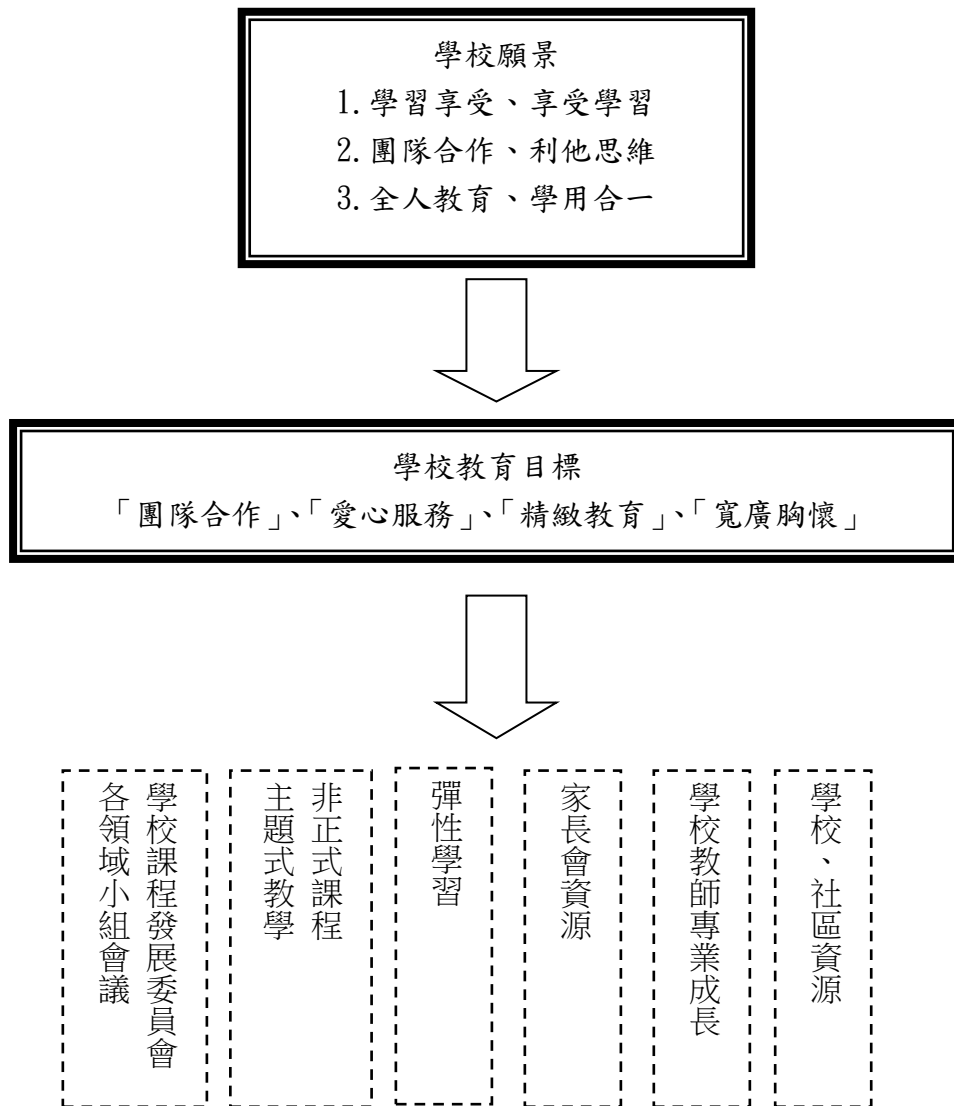 學校願景
1.學習享受、享受學習
2.團隊合作、利他思維
3.全人教育、學用合一
學校教育目標
「團隊合作」、「愛心服務」、「精緻教育」、「寬廣胸懷」
學校課程發展委員會
各領域小組會議
非正式課程
主題式教學
彈性學習
家長會資源
學校教師專業成長
學校、社區資源